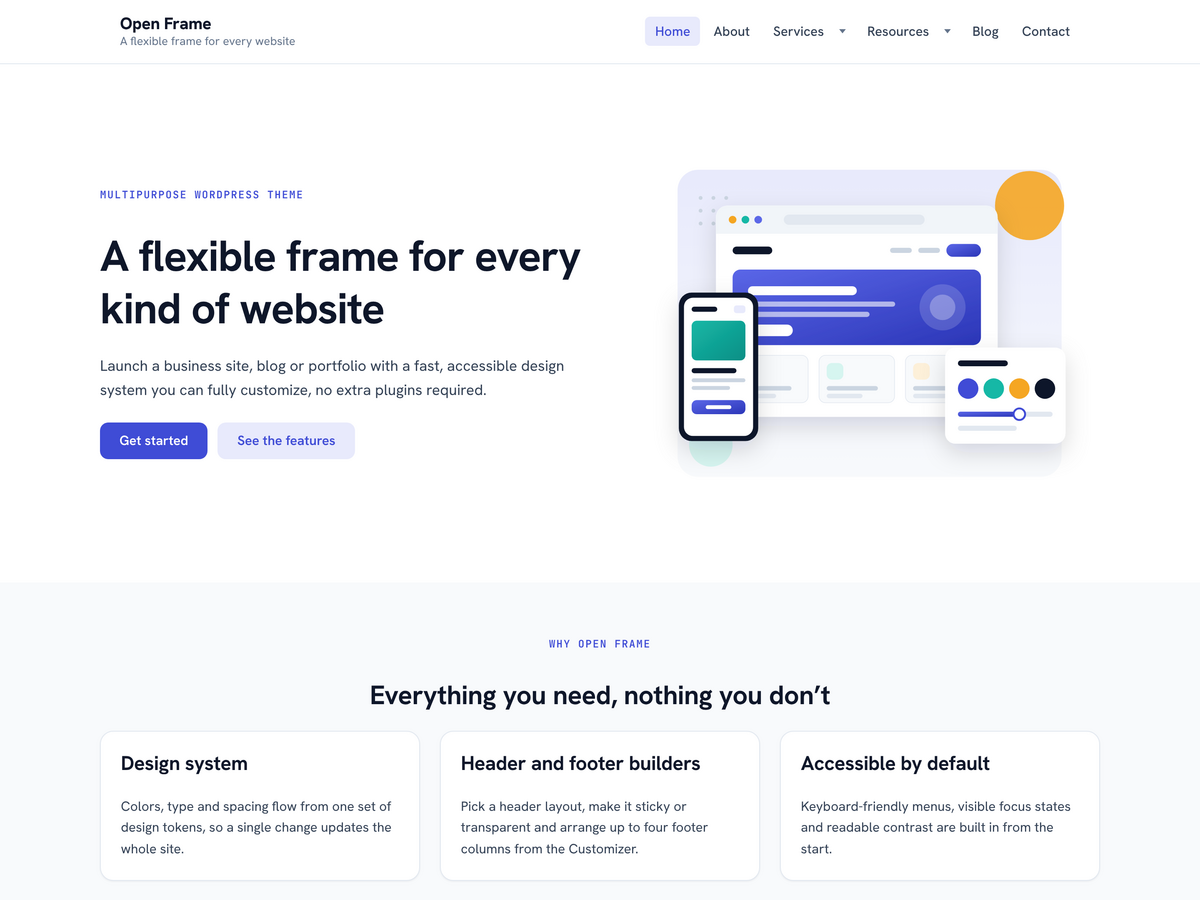 Open Frame
A flexible frame for every website
Home About Services Resources Blog Contact
MULTIPURPOSE WORDPRESS THEME
A flexible frame for every
kind of website
Launch a business site, blog or portfolio with a fast, accessible design
system you can fully customize, no extra plugins required.
Get started See the features
WHY OPEN FRAME
Everything you need, nothing you don’t
Design system
Colors, type and spacing flow from one set of
design tokens, so a single change updates the
whole site.
Header and footer builders
Pick a header layout, make it sticky or
transparent and arrange up to four footer
columns from the Customizer.
Accessible by default
Keyboard-friendly menus, visible focus states
and readable contrast are built in from the
start.